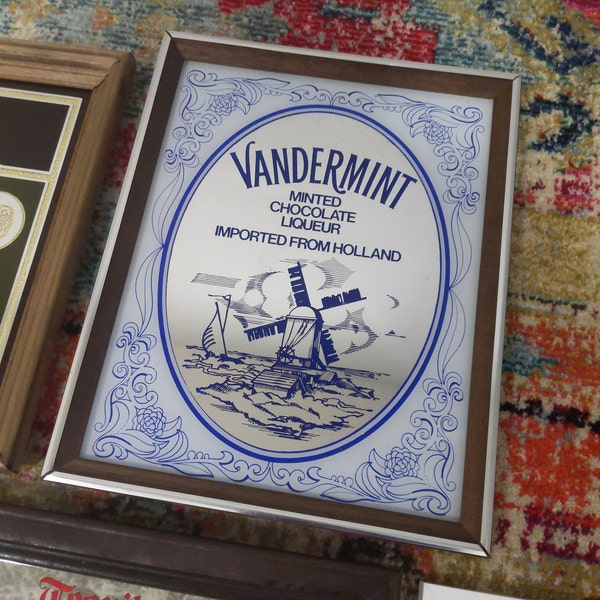 VANDERMINT
MINTED
CHOCOLATE
LIQUEUR
IMPORTED FROM HOLLAND